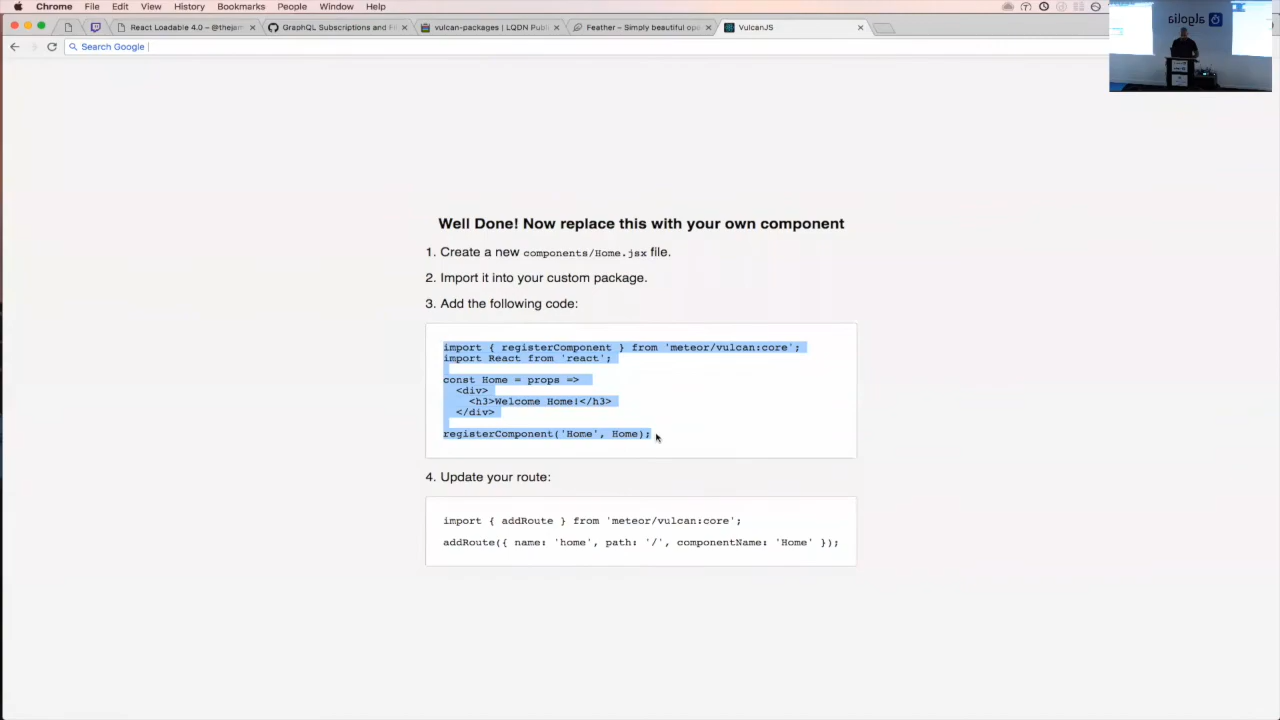 Chrome File Edit View History Bookmarks People Window Help
React Loadable 4.0 – @thejam
GraphQL Subscriptions and F
vulcan-packages | LQDN Publ
Feather – Simply beautiful ope
VulcanJS
Search Google
algolia
Well Done! Now replace this with your own component
1. Create a new components/Home.jsx file.
2. Import it into your custom package.
3. Add the following code:
import { registerComponent } from 'meteor/vulcan:core';
import React from 'react';
const Home = props =>
<div>
<h3>Welcome Home!</h3>
</div>
registerComponent('Home', Home);
4. Update your route:
import { addRoute } from 'meteor/vulcan:core';
addRoute({ name: 'home', path: '/', componentName: 'Home' });